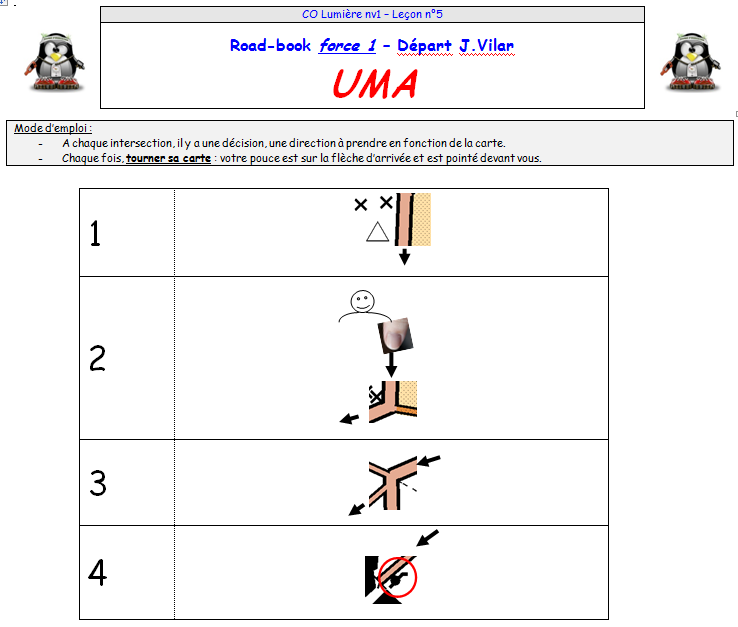 CO Lumière nv1 – Leçon n°5
Road-book force 1 – Départ J.Vilar
UMA
Mode d'emploi :
- A chaque intersection, il y a une décision, une direction à prendre en fonction de la carte.
- Chaque fois, tourner sa carte : votre pouce est sur la flèche d'arrivée et est pointé devant vous.
1
2
3
4